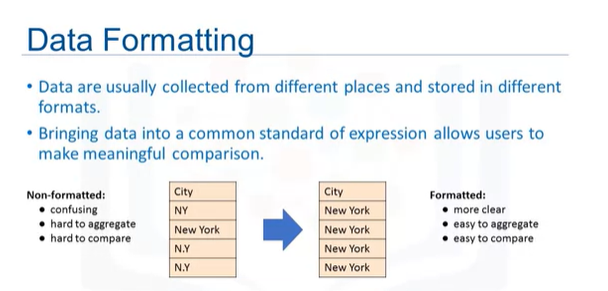 Data Formatting
• Data are usually collected from different places and stored in different
formats.
• Bringing data into a common standard of expression allows users to
make meaningful comparison.
Non-formatted:
• confusing
• hard to aggregate
• hard to compare
City
NY
New York
N.Y
N.Y
City
New York
New York
New York
New York
Formatted:
• more clear
• easy to aggregate
• easy to compare